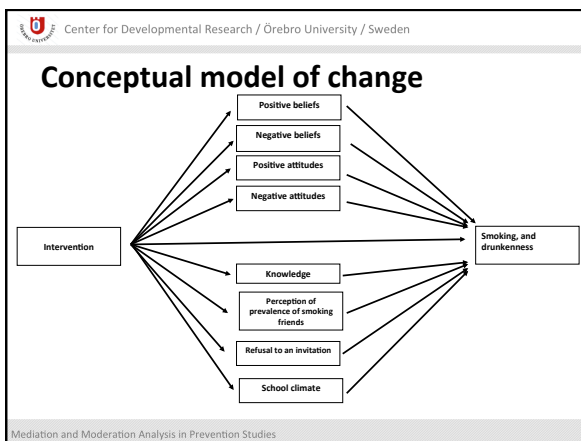 Center for Developmental Research / Örebro University / Sweden
ÖREBRO UNIVERSITET
Conceptual model of change
Positive beliefs
Negative beliefs
Positive attitudes
Negative attitudes
Intervention
Smoking, and
drunkenness
Knowledge
Perception of
prevalence of smoking
friends
Refusal to an invitation
School climate
Mediation and Moderation Analysis in Prevention Studies